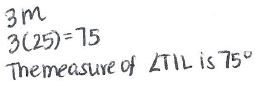 3m
3(25)=75
The measure of ∠TIL is 75°